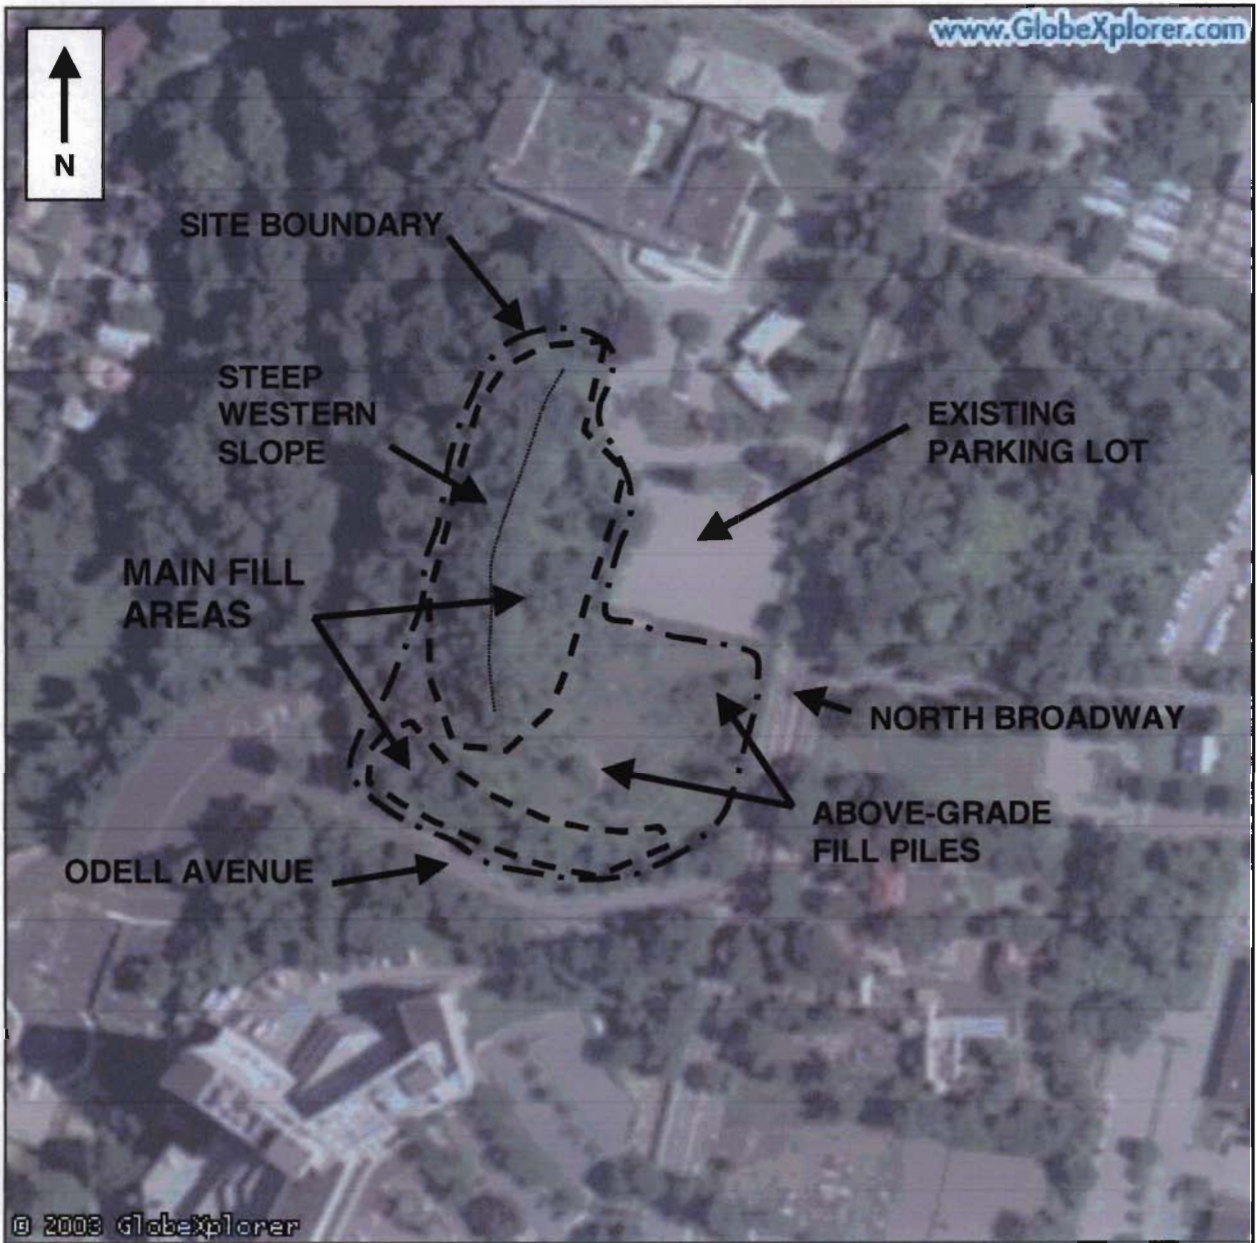 www.GlobeXplorer.com
N
SITE BOUNDARY
STEEP
WESTERN
SLOPE
EXISTING
PARKING LOT
MAIN FILL
AREAS
NORTH BROADWAY
ABOVE-GRADE
FILL PILES
ODELL AVENUE
© 2003 GlobeXplorer